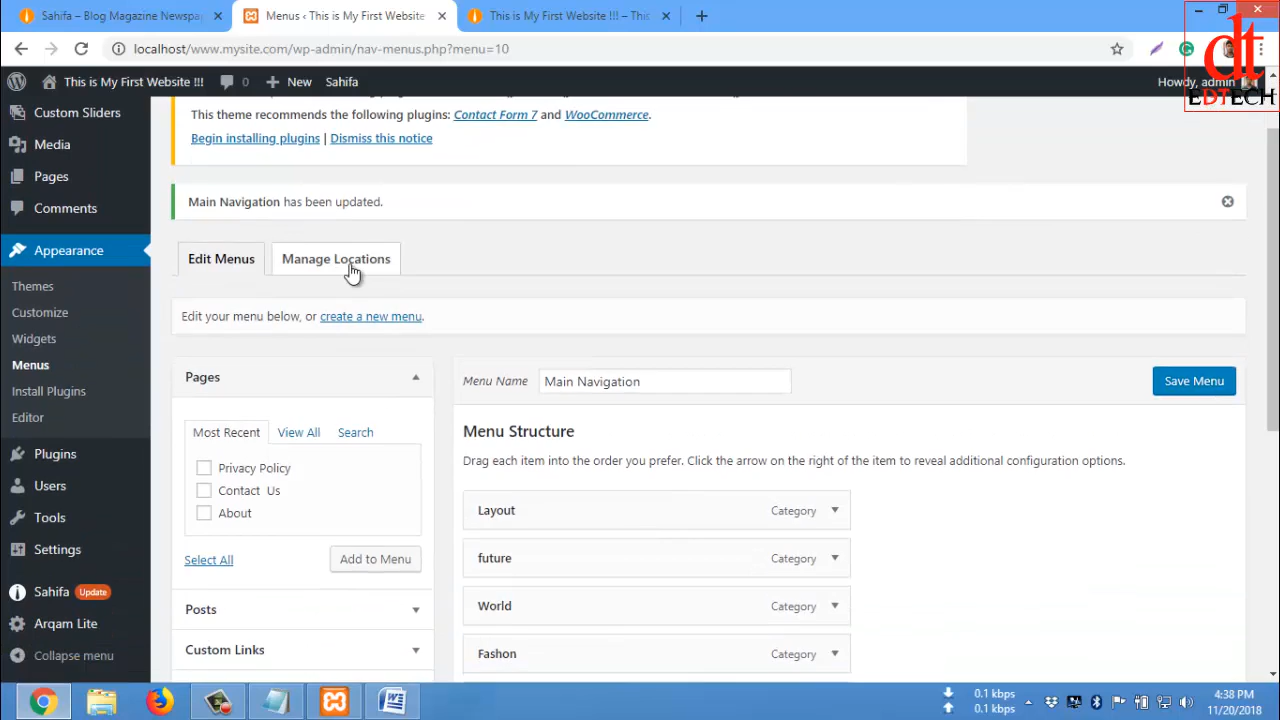 Sahifa – Blog Magazine Newspap
Menus ‹ This is My First Website
This is My First Website !!! – This
localhost/www.mysite.com/wp-admin/nav-menus.php?menu=10
dt
EDTECH
This is My First Website !!!
0
New
Sahifa
Howdy, admin
Custom Sliders
Media
Pages
Comments
Appearance
Themes
Customize
Widgets
Menus
Install Plugins
Editor
Plugins
Users
Tools
Settings
Sahifa Update
Arqam Lite
Collapse menu
This theme recommends the following plugins: Contact Form 7 and WooCommerce.
Begin installing plugins | Dismiss this notice
Main Navigation has been updated.
Edit Menus
Manage Locations
Edit your menu below, or create a new menu.
Pages
Most Recent
View All
Search
Privacy Policy
Contact Us
About
Select All
Add to Menu
Posts
Custom Links
Menu Name
Main Navigation
Save Menu
Menu Structure
Drag each item into the order you prefer. Click the arrow on the right of the item to reveal additional configuration options.
Layout
Category
future
Category
World
Category
Fashon
Category
0.1 kbps
0.1 kbps
4:38 PM
11/20/2018